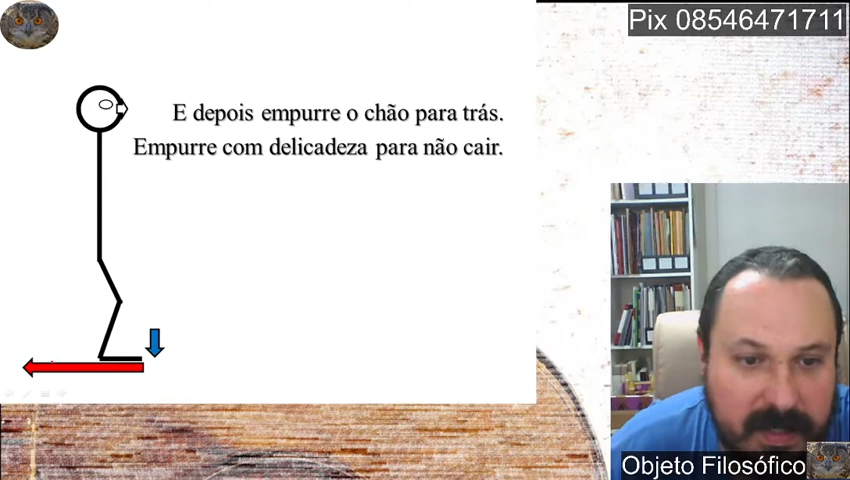 Pix 08546471711
E depois empurre o chão para trás.
Empurre com delicadeza para não cair.
Objeto Filosófico